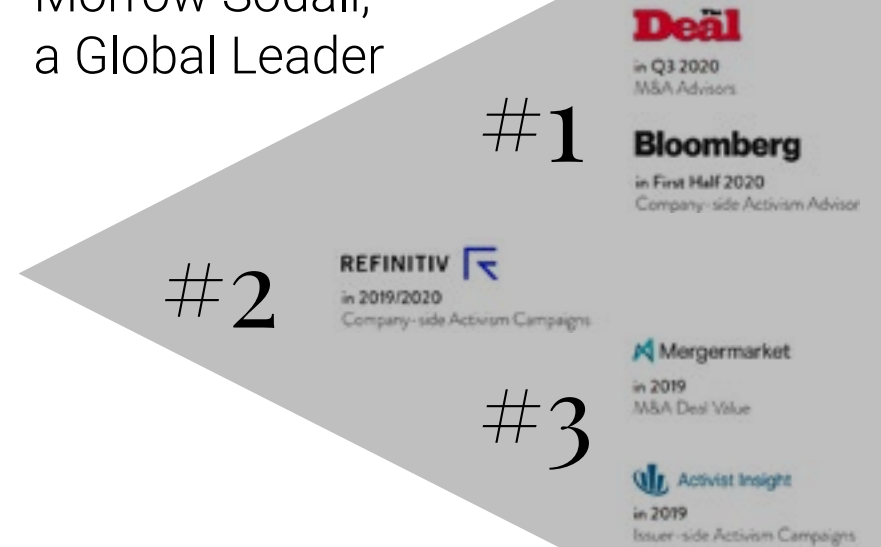 Morrow Sodali,
a Global Leader
#1
The Deal
in Q3 2020
M&A Advisors
Bloomberg
in First Half 2020
Company-side Activism Advisor
#2
REFINITIV
in 2019/2020
Company-side Activism Campaigns
#3
Mergermarket
in 2019
M&A Deal Value
Activist Insight
in 2019
Issuer-side Activism Campaigns